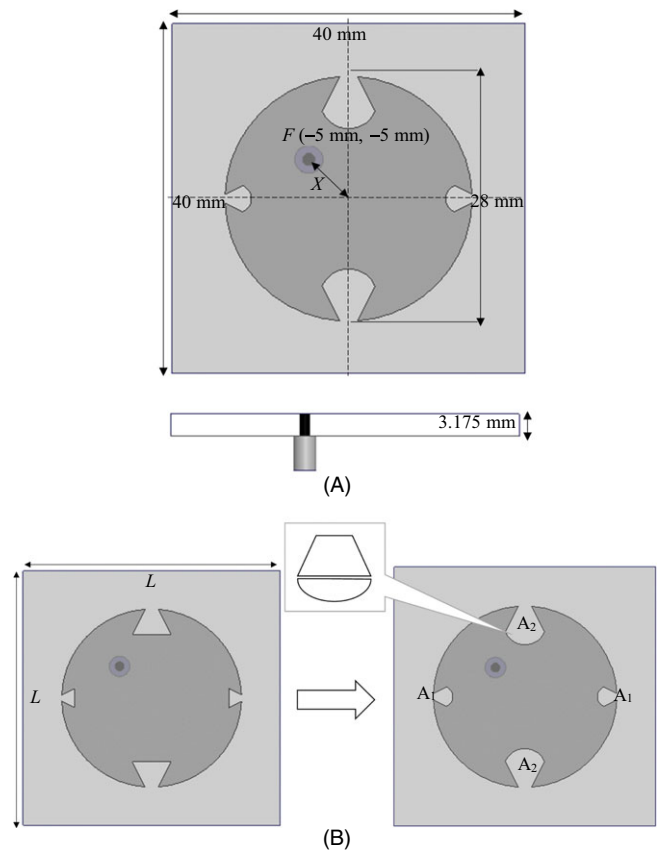 40 mm
F (−5 mm, −5 mm)
X
40 mm
28 mm
3.175 mm
(A)
L
L
A₂
A₁
A₁
A₂
(B)